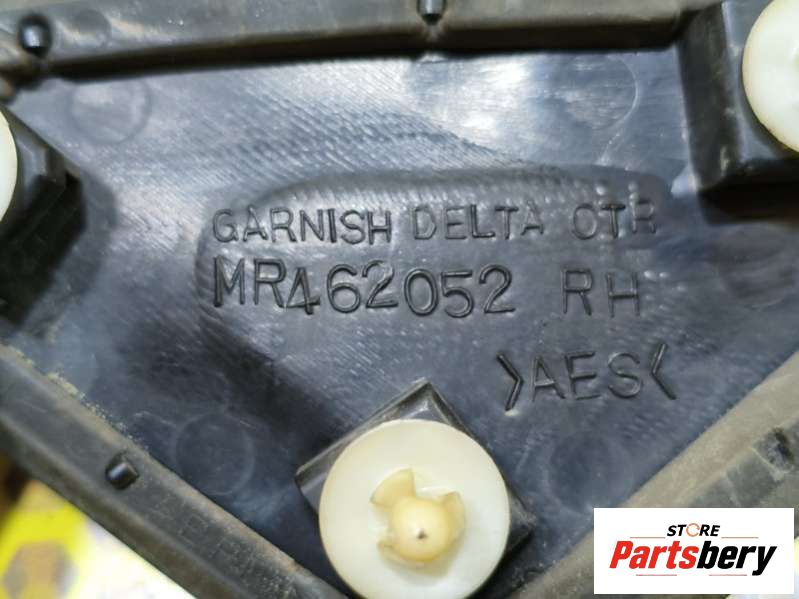 GARNISH DELTA OTR
MR462052 RH
>AES<
STORE
Partsbery